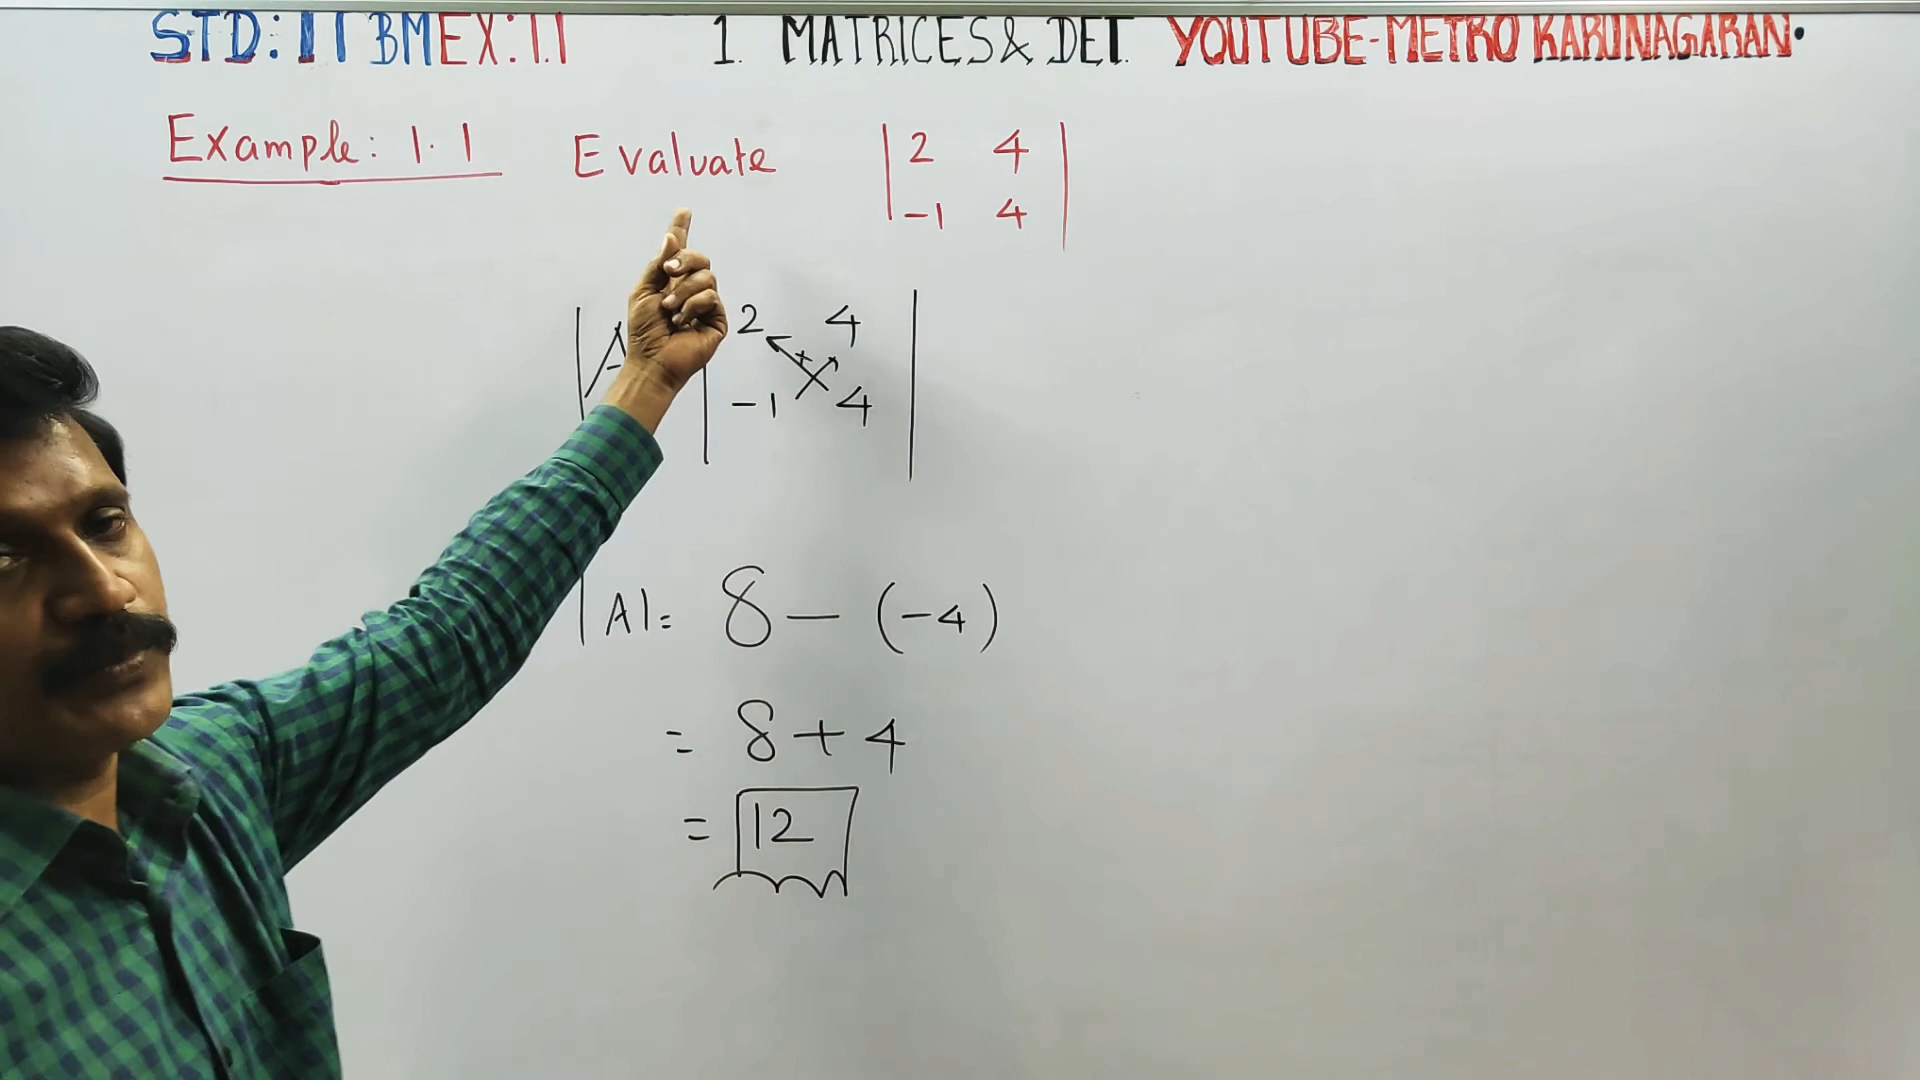 STD: 11 BM EX: 1.1 1. MATRICES & DET. YOUTUBE-METRO KARUNAGARAN.
Example: 1.1 Evaluate | 2 4 |
| -1 4 |
| A | 2 4 |
-1 4
|A| = 8 - (-4)
= 8 + 4
= 12